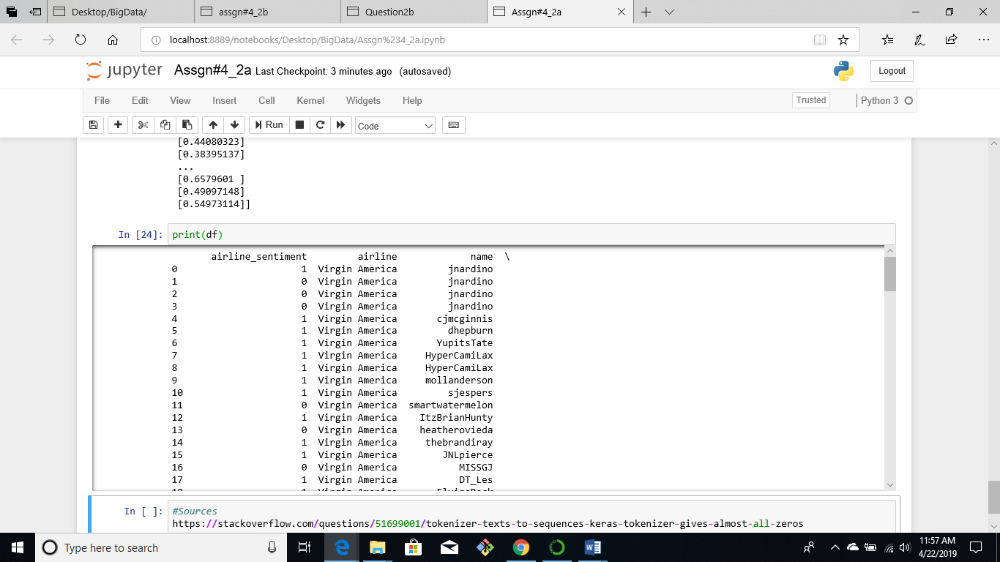 Desktop/BigData/ assgn#4_2b Question2b Assgn#4_2a
localhost:8889/notebooks/Desktop/BigData/Assgn%234_2a.ipynb
jupyter Assgn#4_2a Last Checkpoint: 3 minutes ago (autosaved) Logout
File Edit View Insert Cell Kernel Widgets Help Trusted Python 3
Run Code
[0.44080323]
[0.38395137]
...
[0.6579601 ]
[0.49097148]
[0.54973114]]
In [24]: print(df)
airline_sentiment airline name \
0 1 Virgin America jnardino
1 0 Virgin America jnardino
2 0 Virgin America jnardino
3 0 Virgin America jnardino
4 1 Virgin America cjmcginnis
5 1 Virgin America dhepburn
6 1 Virgin America YupitsTate
7 1 Virgin America HyperCamiLax
8 1 Virgin America HyperCamiLax
9 1 Virgin America mollanderson
10 1 Virgin America sjespers
11 0 Virgin America smartwatermelon
12 1 Virgin America ItzBrianHunty
13 0 Virgin America heatherovieda
14 1 Virgin America thebrandiray
15 1 Virgin America JNLpierce
16 0 Virgin America MISSGJ
17 1 Virgin America DT_Les
In [ ]: #Sources
https://stackoverflow.com/questions/51699001/tokenizer-texts-to-sequences-keras-tokenizer-gives-almost-all-zeros
Type here to search
11:57 AM
4/22/2019